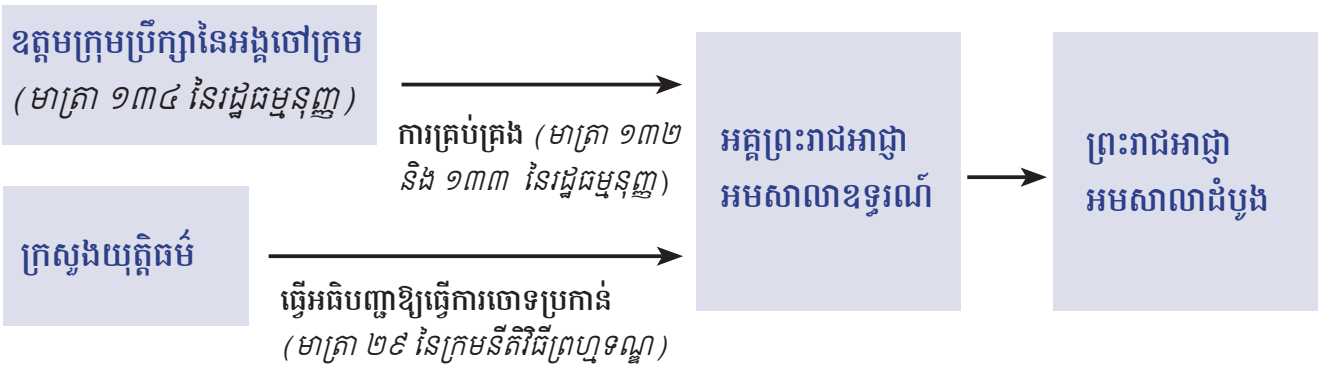 ឧត្តមក្រុមប្រឹក្សានៃអង្គចៅក្រម
(មាត្រា ១៣៤ នៃរដ្ឋធម្មនុញ្ញ)
ការគ្រប់គ្រង (មាត្រា ១៣២
និង ១៣៣ នៃរដ្ឋធម្មនុញ្ញ)
ក្រសួងយុត្តិធម៌
ធ្វើអធិបញ្ជាឱ្យធ្វើការចោទប្រកាន់
(មាត្រា ២៩ នៃក្រមនីតិវិធីព្រហ្មទណ្ឌ)
អគ្គព្រះរាជអាជ្ញា
អមសាលាឧទ្ធរណ៍
ព្រះរាជអាជ្ញា
អមសាលាដំបូង